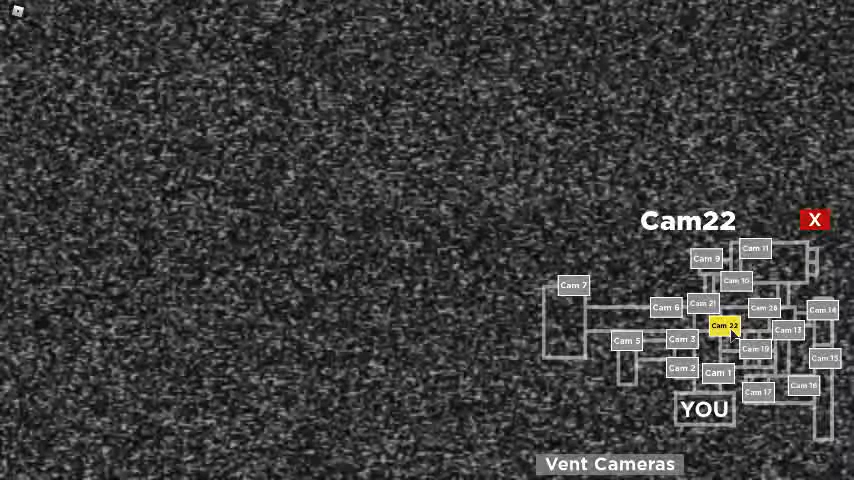 Cam22
X
Cam 11
Cam 9
Cam 10
Cam 7
Cam 21
Cam 6
Cam 14
Cam 22
Cam 13
Cam 3
Cam 5
Cam 19
Cam 15
Cam 2
Cam 1
Cam 16
Cam 17
YOU
Vent Cameras